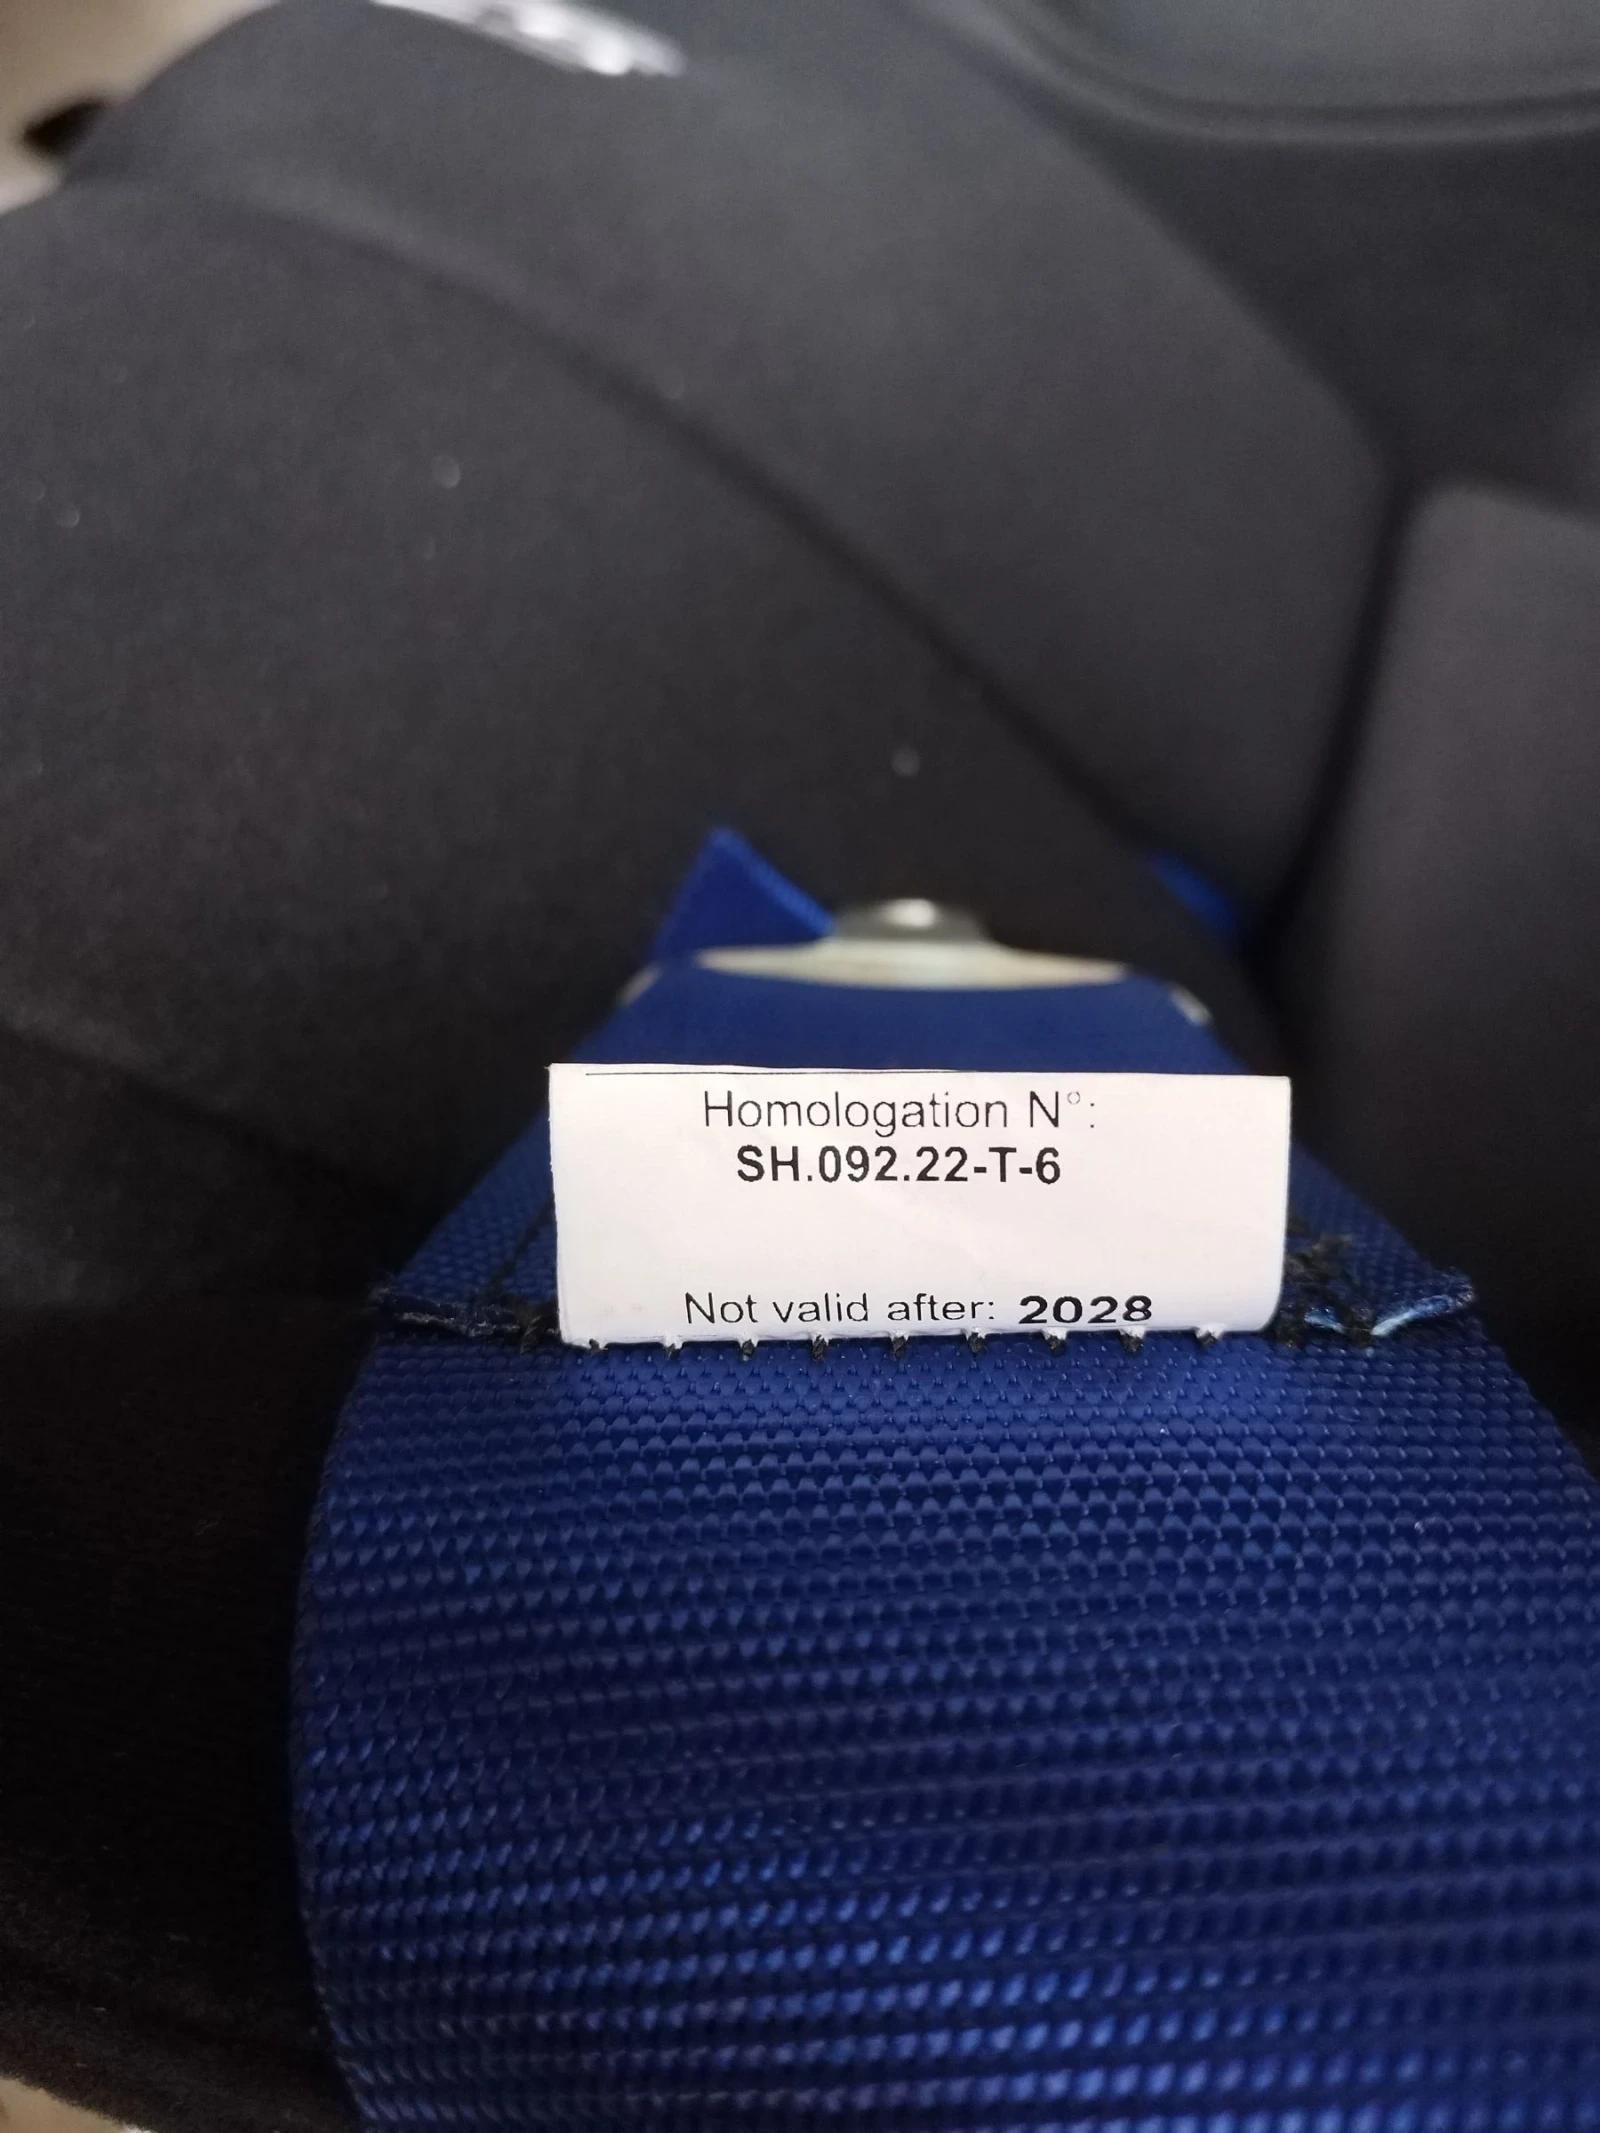 Homologation N°:
SH.092.22-T-6
Not valid after: 2028